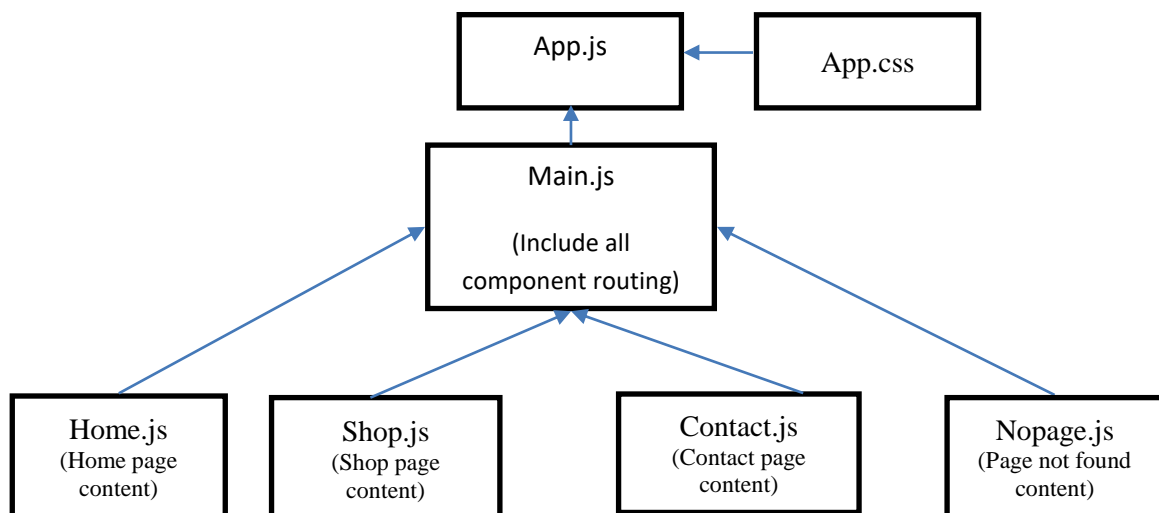 App.js
App.css
Main.js
(Include all
component routing)
Home.js
(Home page
content)
Shop.js
(Shop page
content)
Contact.js
(Contact page
content)
Nopage.js
(Page not found
content)